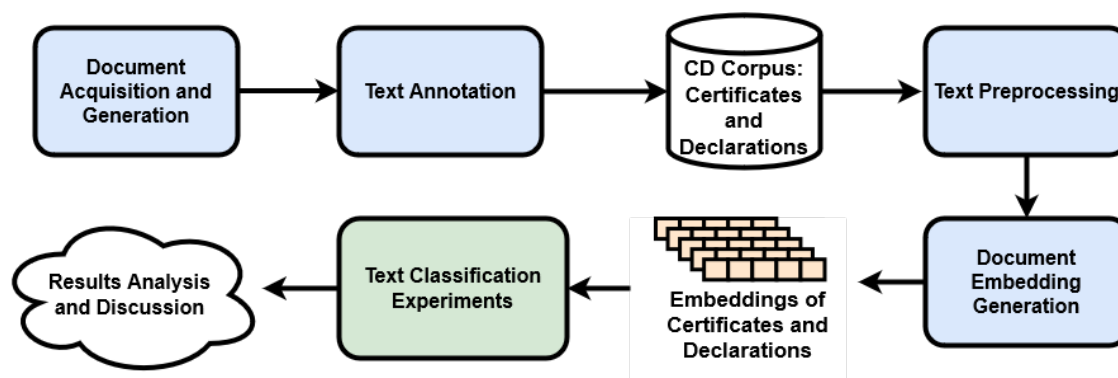 Document
Acquisition and
Generation
Text Annotation
CD Corpus:
Certificates
and
Declarations
Text Preprocessing
Document
Embedding
Generation
Embeddings of
Certificates and
Declarations
Text Classification
Experiments
Results Analysis
and Discussion